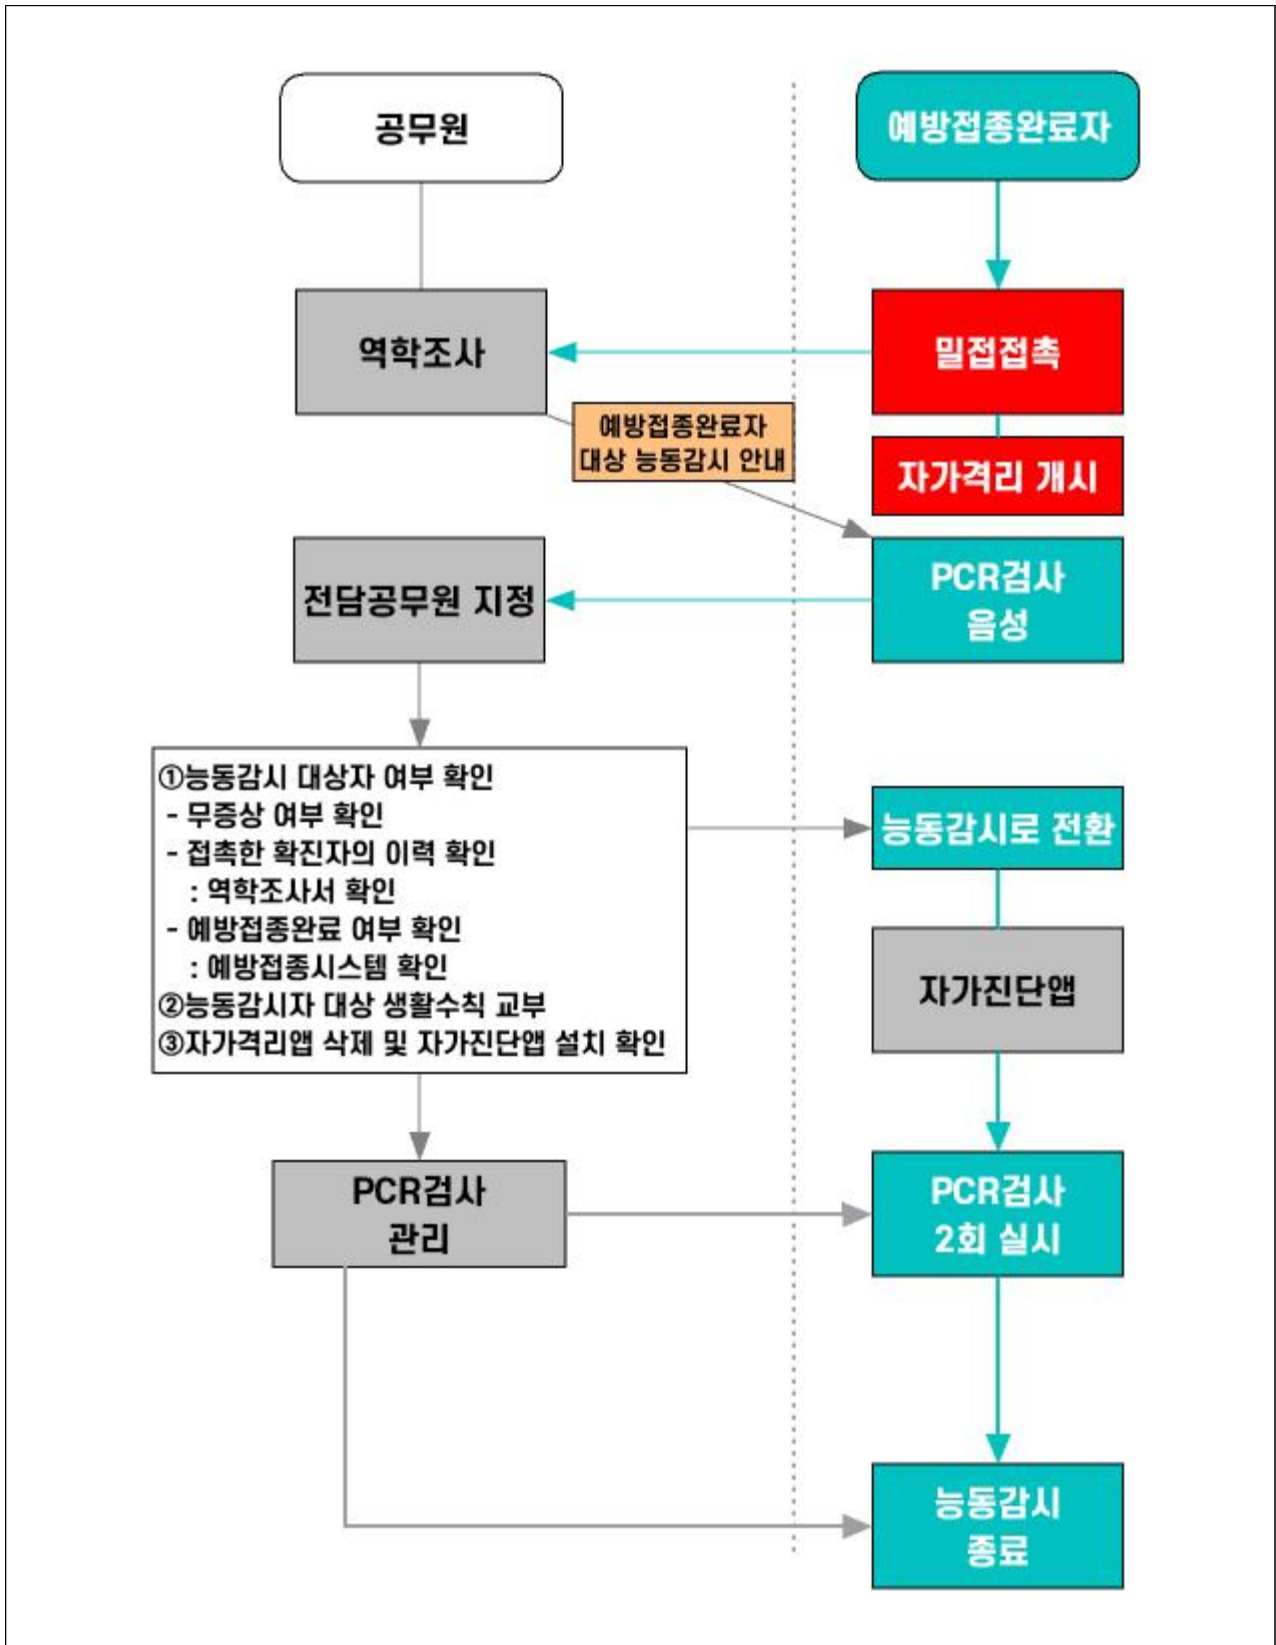 공무원
예방접종완료자
역학조사
밀접접촉
예방접종완료자
대상 능동감시 안내
자가격리 개시
전담공무원 지정
PCR검사
음성
①능동감시 대상자 여부 확인
- 무증상 여부 확인
- 접촉한 확진자의 이력 확인
: 역학조사서 확인
- 예방접종완료 여부 확인
: 예방접종시스템 확인
②능동감시자 대상 생활수칙 교부
③자가격리앱 삭제 및 자가진단앱 설치 확인
능동감시로 전환
자가진단앱
PCR검사
관리
PCR검사
2회 실시
능동감시
종료